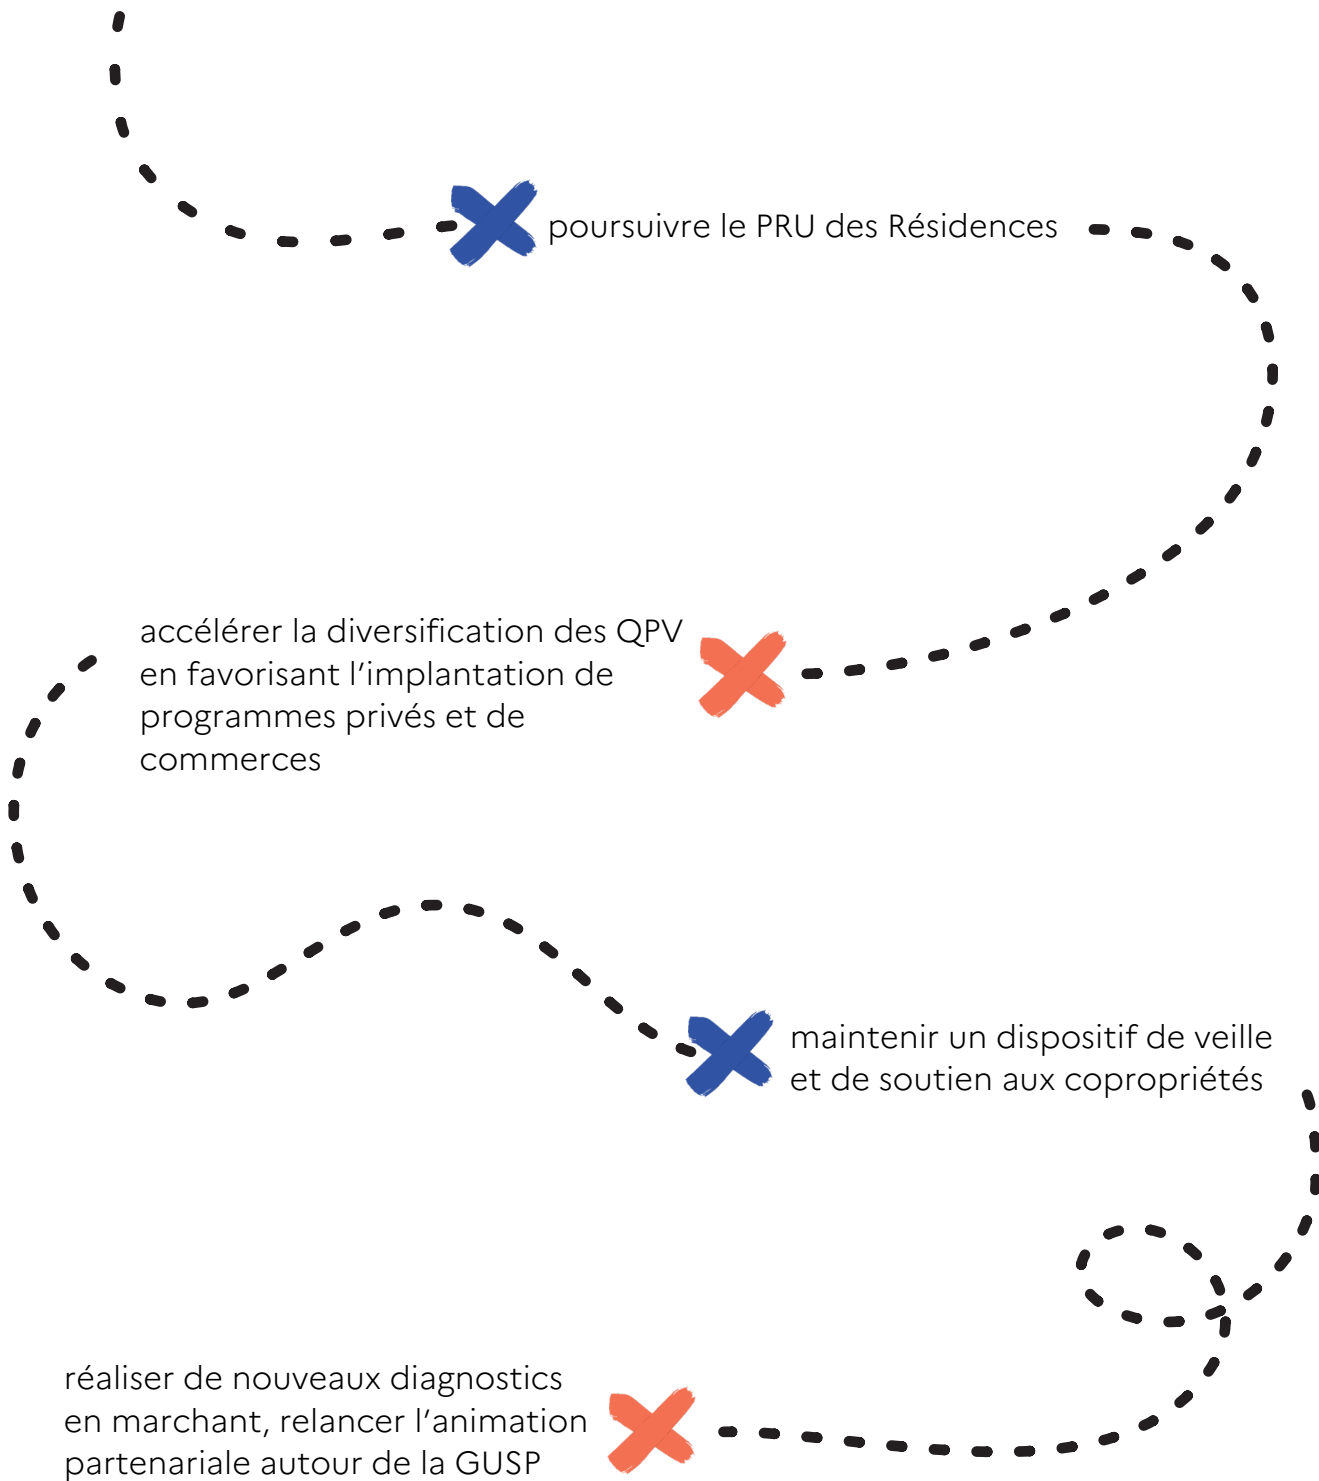 poursuivre le PRU des Résidences
accélérer la diversification des QPV
en favorisant l’implantation de
programmes privés et de
commerces
maintenir un dispositif de veille
et de soutien aux copropriétés
réaliser de nouveaux diagnostics
en marchant, relancer l’animation
partenariale autour de la GUSP